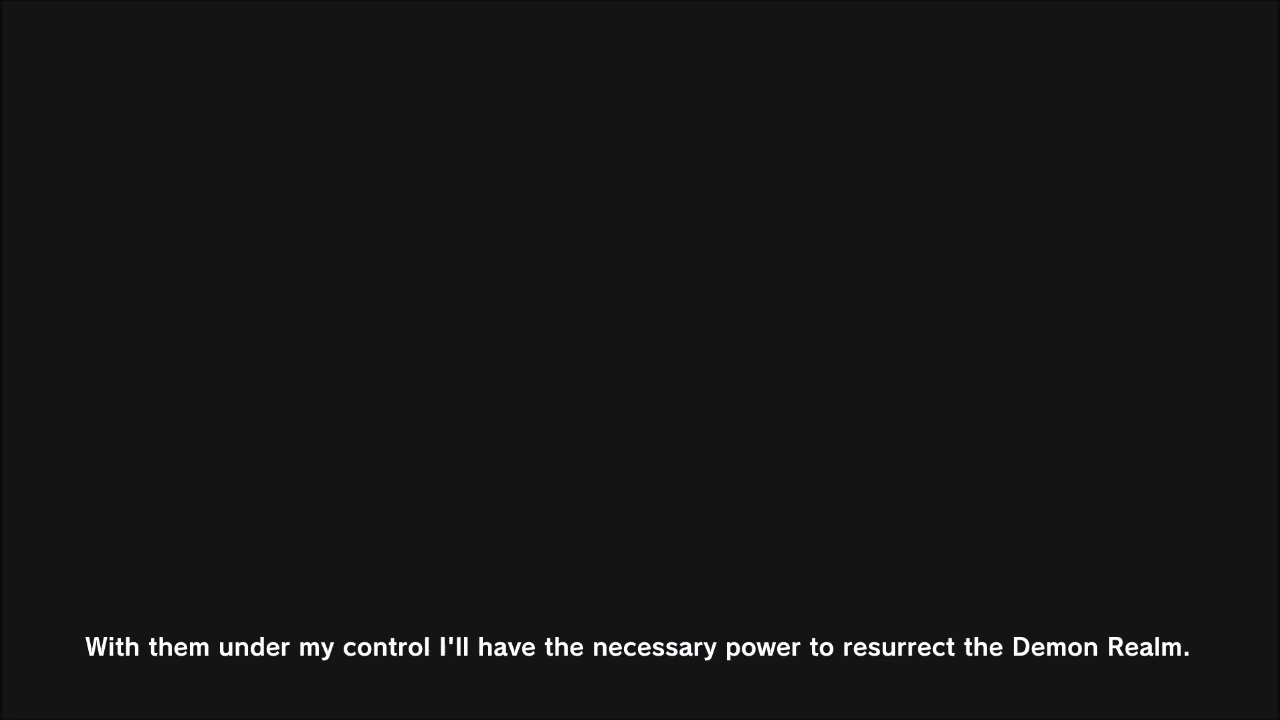 With them under my control I'll have the necessary power to resurrect the Demon Realm.